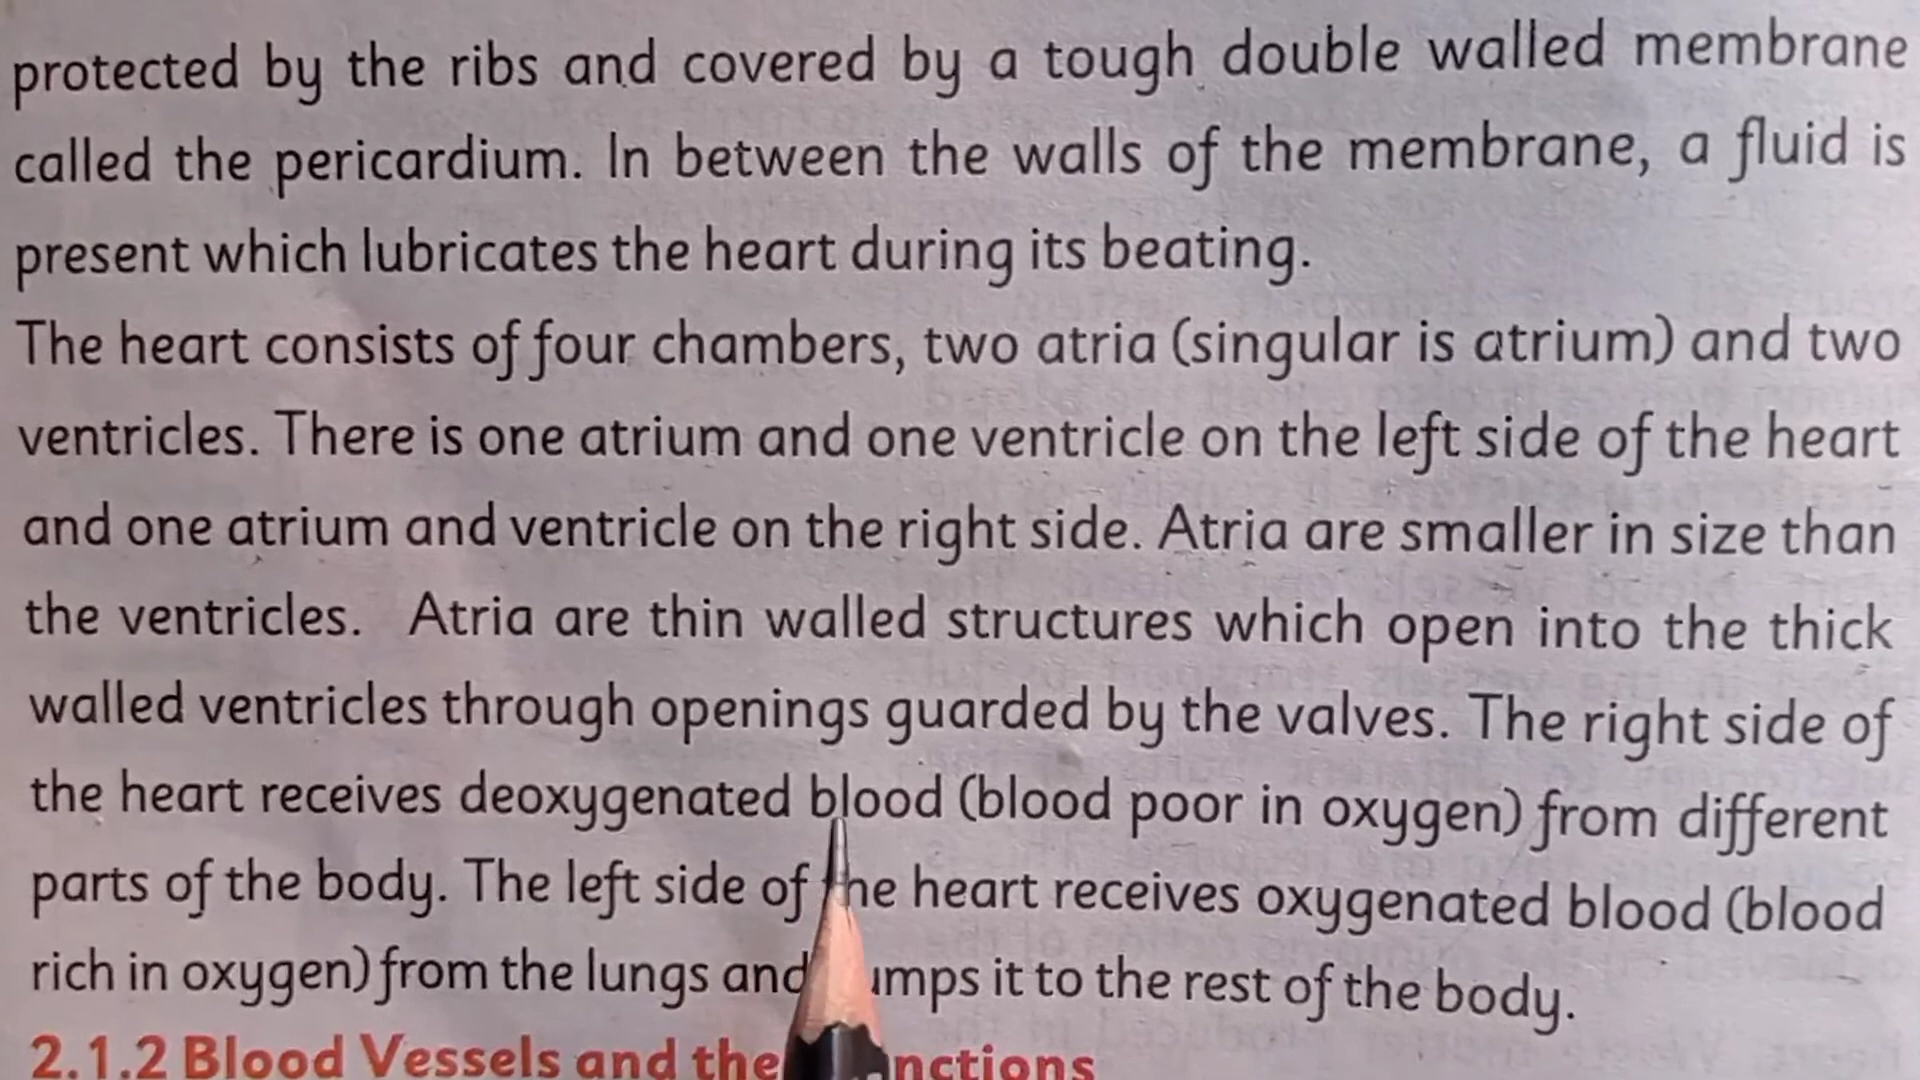 protected by the ribs and covered by a tough double walled membrane
called the pericardium. In between the walls of the membrane, a fluid is
present which lubricates the heart during its beating.
The heart consists of four chambers, two atria (singular is atrium) and two
ventricles. There is one atrium and one ventricle on the left side of the heart
and one atrium and ventricle on the right side. Atria are smaller in size than
the ventricles. Atria are thin walled structures which open into the thick
walled ventricles through openings guarded by the valves. The right side of
the heart receives deoxygenated blood (blood poor in oxygen) from different
parts of the body. The left side of the heart receives oxygenated blood (blood
rich in oxygen) from the lungs and it to the rest of the body.
2.1.2 Blood Vessels and